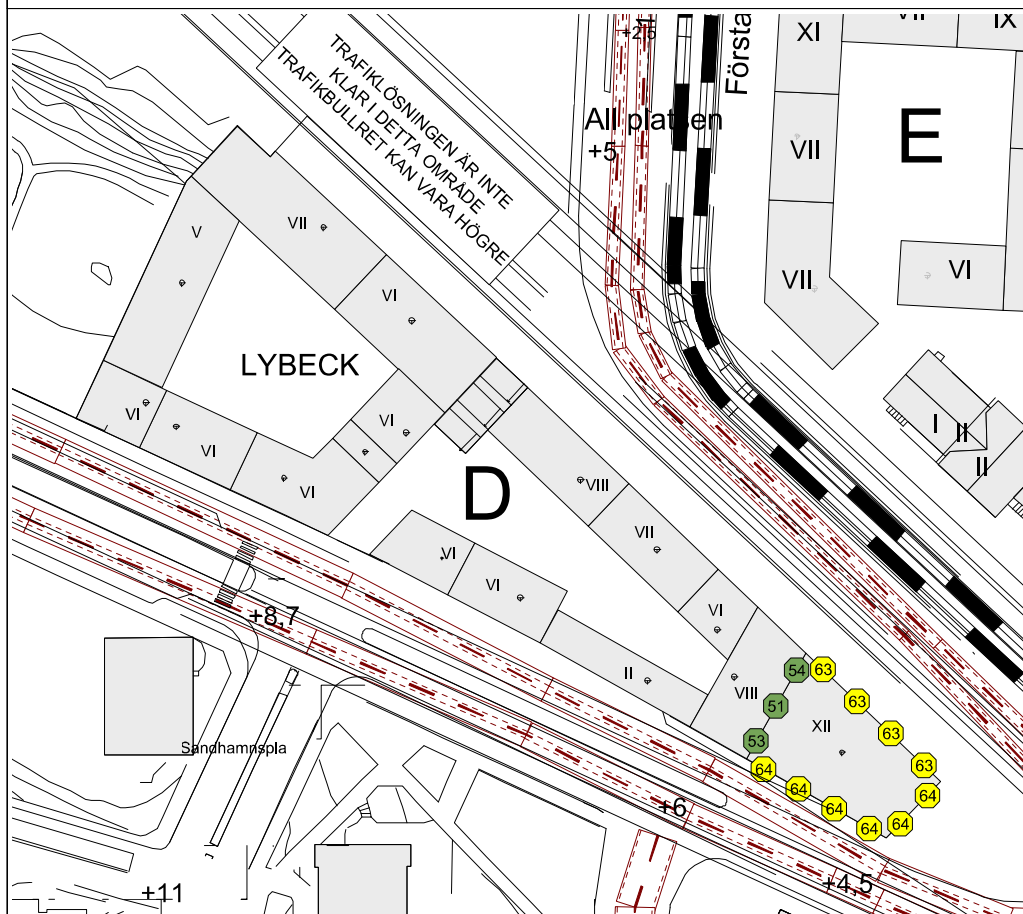 +2,5
Första
XI
VII
IX
TRAFIKLÖSNINGEN ÄR INTE
KLAR I DETTA OMRÅDE
TRAFIKBULLRET KAN VARA HÖGRE
All platsen
+5
VII
E
V
VII
VI
VII
VI
LYBECK
VI
VI
VI
VI
I
II
II
D
VIII
VII
VI
VI
VI
+8,7
II
VIII
XII
54
63
51
63
53
63
63
64
64
64
64
64
64
Sandhamnspla
+6
+4,5
+11